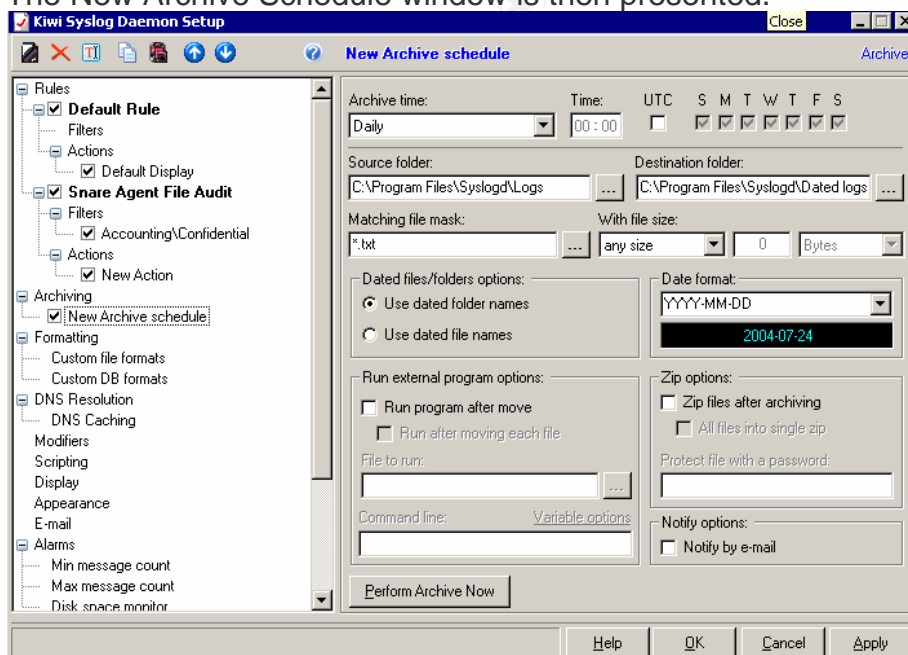 The New Archive Schedule window is then presented.
Kiwi Syslog Daemon Setup
Close
New Archive schedule
Archive
Rules
Default Rule
Filters
Actions
Default Display
Snare Agent File Audit
Filters
Accounting\Confidential
Actions
New Action
Archiving
New Archive schedule
Formatting
Custom file formats
Custom DB formats
DNS Resolution
DNS Caching
Modifiers
Scripting
Display
Appearance
E-mail
Alarms
Min message count
Max message count
Disk space monitor
Archive time: Time: UTC S M T W T F S
Daily 00 : 00
Source folder: Destination folder:
C:\Program Files\Syslogd\Logs ... C:\Program Files\Syslogd\Dated logs ...
Matching file mask: With file size:
*.txt ... any size 0 Bytes
Dated files/folders options:
Use dated folder names
Use dated file names
Date format:
YYYY-MM-DD
2004-07-24
Run external program options:
Run program after move
Run after moving each file
File to run:
...
Command line: Variable options
Zip options:
Zip files after archiving
All files into single zip
Protect file with a password:
Notify options:
Notify by e-mail
Perform Archive Now
Help OK Cancel Apply